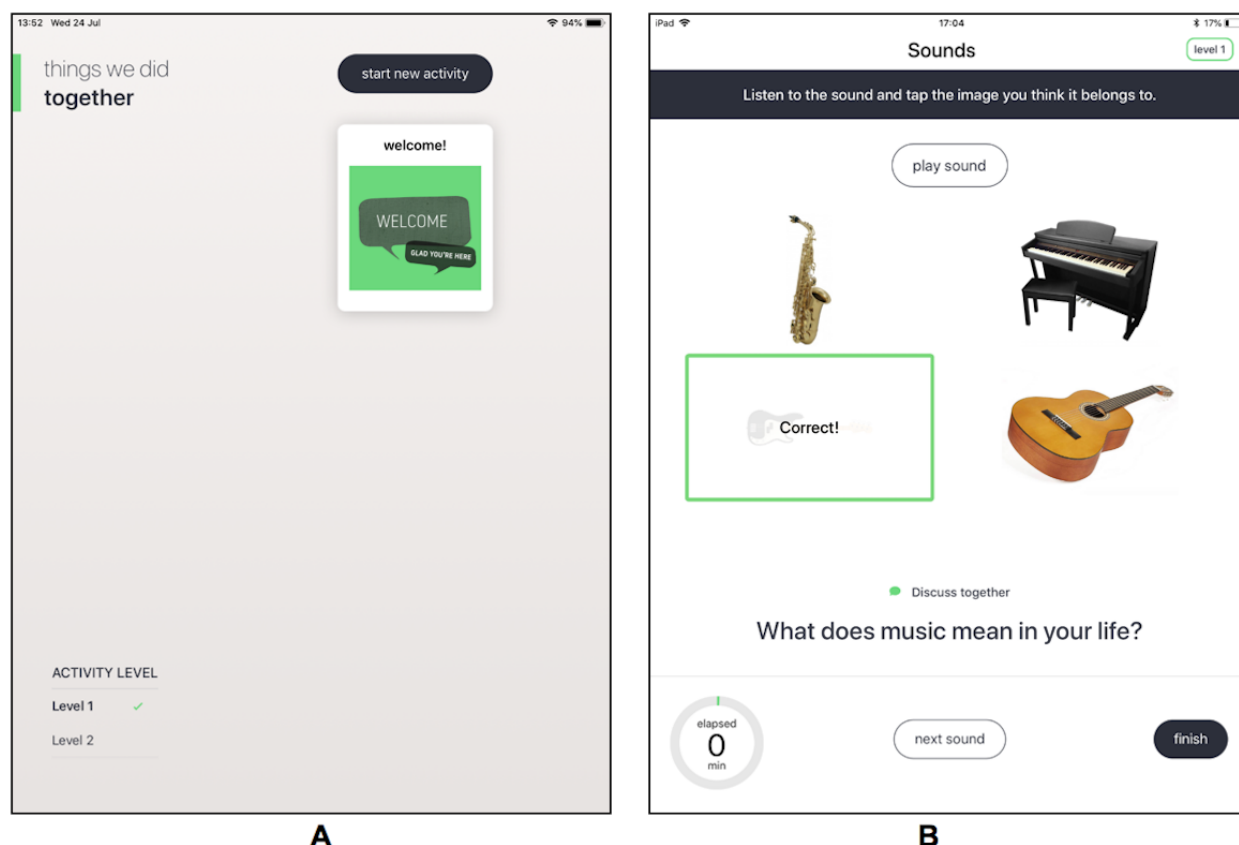 13:52 Wed 24 Jul
94%
things we did
together
start new activity
welcome!
WELCOME
GLAD YOU'RE HERE
ACTIVITY LEVEL
Level 1
Level 2
A
iPad
17:04
17%
Sounds
level 1
Listen to the sound and tap the image you think it belongs to.
play sound
Correct!
Discuss together
What does music mean in your life?
elapsed
0
min
next sound
finish
B